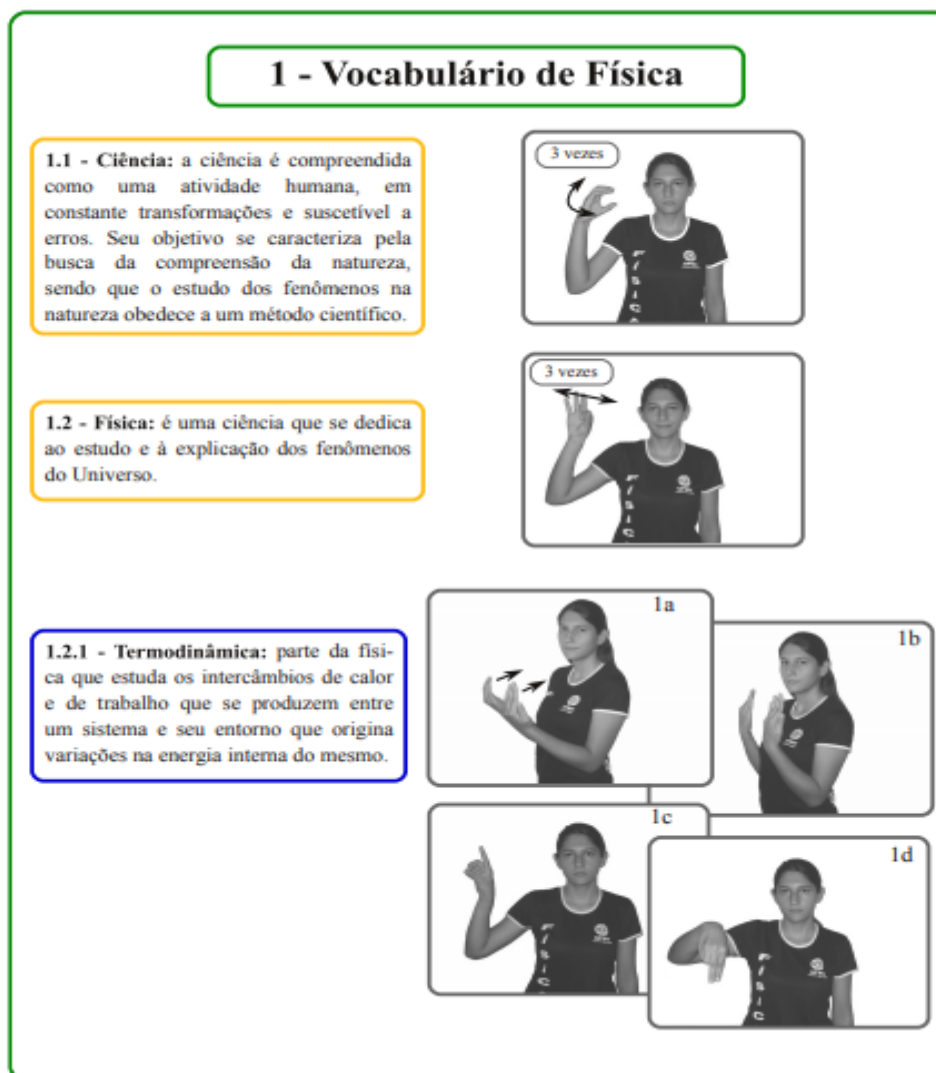 1 - Vocabulário de Física
1.1 - Ciência: a ciência é compreendida
como uma atividade humana, em
constante transformações e suscetível a
erros. Seu objetivo se caracteriza pela
busca da compreensão da natureza,
sendo que o estudo dos fenômenos na
natureza obedece a um método científico.
3 vezes
FÍSIC
1.2 - Física: é uma ciência que se dedica
ao estudo e à explicação dos fenômenos
do Universo.
3 vezes
FÍSIC
1.2.1 - Termodinâmica: parte da físi-
ca que estuda os intercâmbios de calor
e de trabalho que se produzem entre
um sistema e seu entorno que origina
variações na energia interna do mesmo.
1a
1b
1c
FÍSIC
1d
FÍSIC